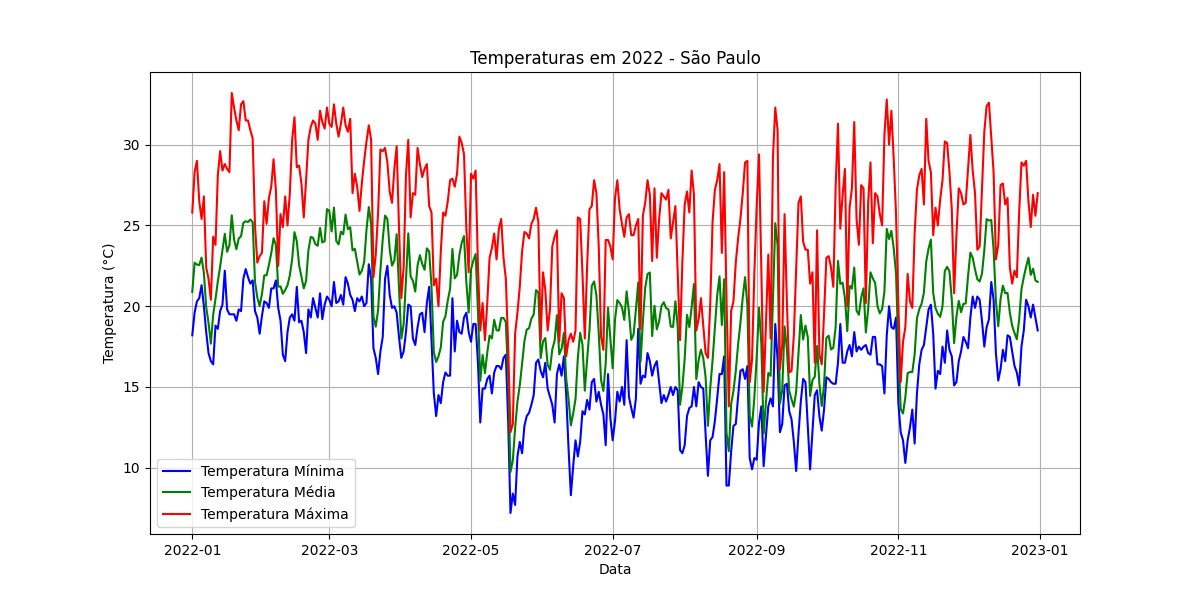 Temperaturas em 2022 - São Paulo
Temperatura (°C)
30
25
20
15
10
Temperatura Mínima
Temperatura Média
Temperatura Máxima
2022-01
2022-03
2022-05
2022-07
2022-09
2022-11
2023-01
Data